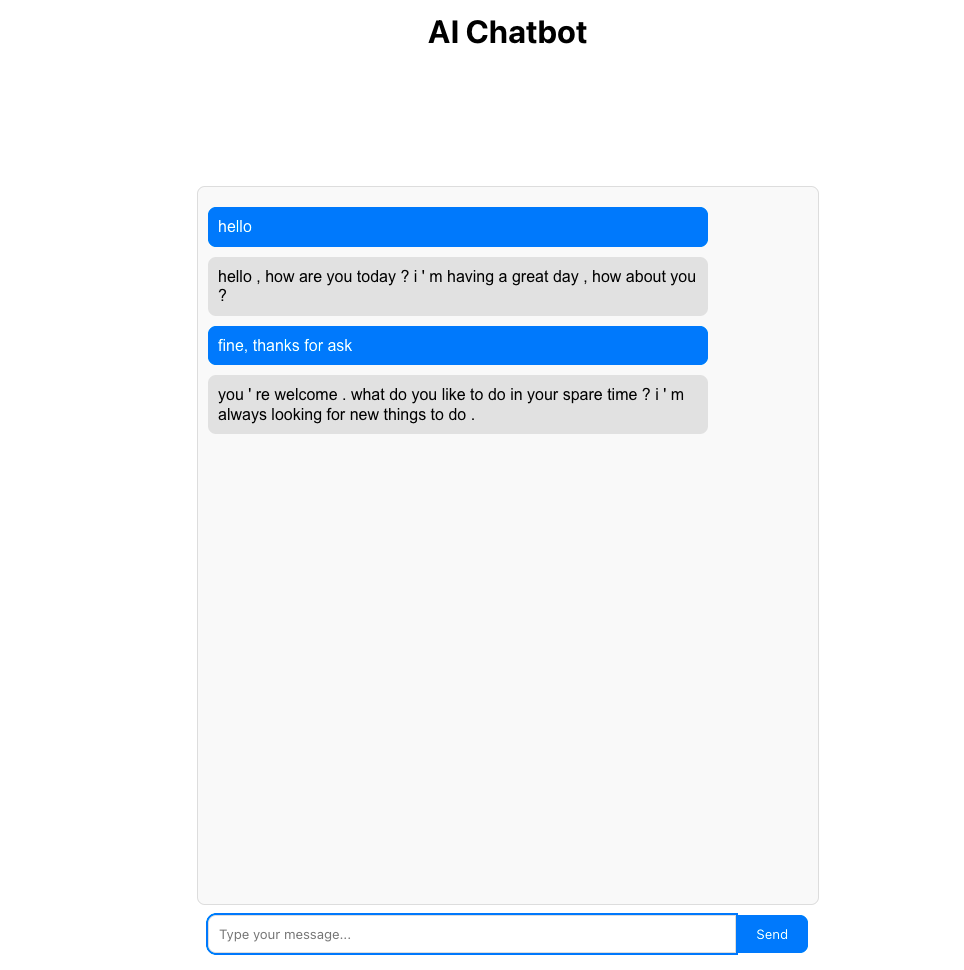 AI Chatbot
hello
hello , how are you today ? i ' m having a great day , how about you
?
fine, thanks for ask
you ' re welcome . what do you like to do in your spare time ? i ' m
always looking for new things to do .
Type your message...
Send